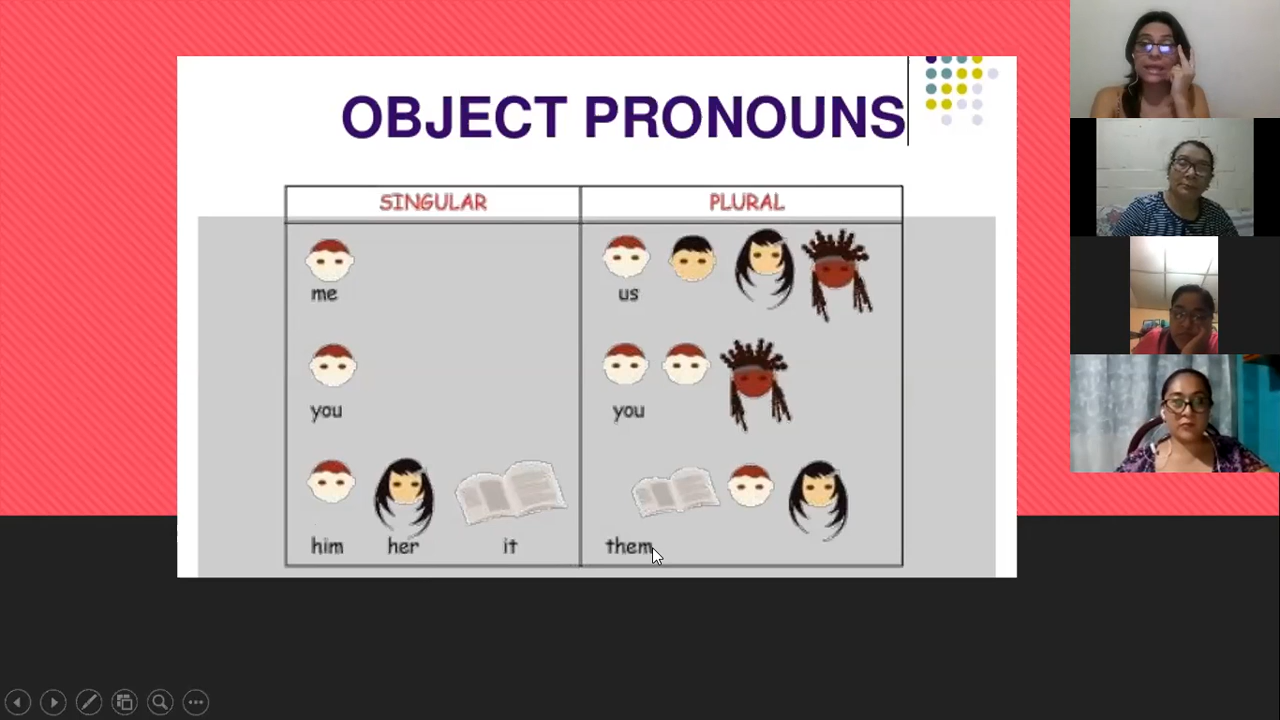 OBJECT PRONOUNS
SINGULAR PLURAL
me us
you you
him her it them